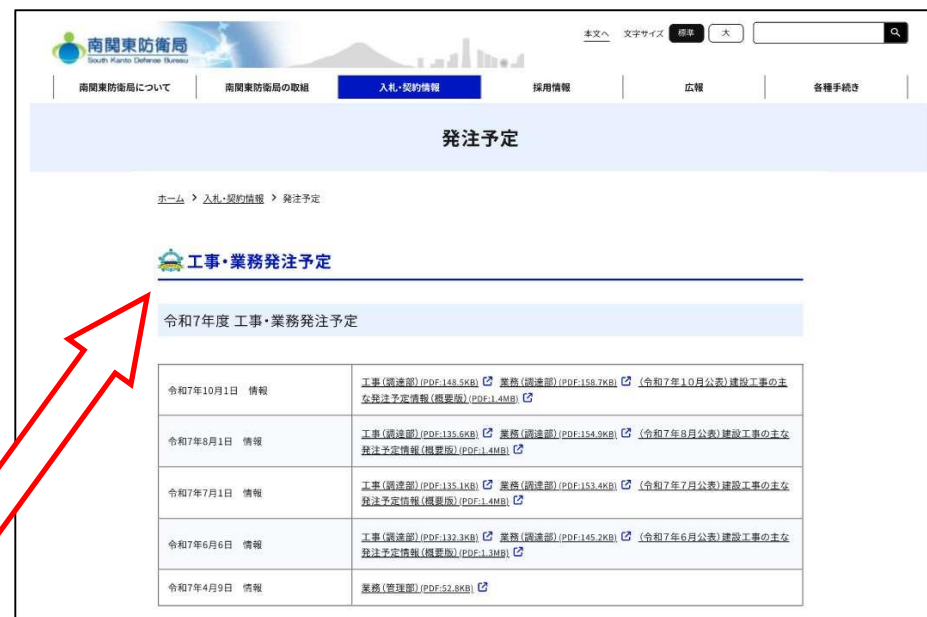 南関東防衛局
South Kanto Defense Bureau
本文へ 文字サイズ 標準 大
南関東防衛局について 南関東防衛局の取組 入札・契約情報 採用情報 広報 各種手続き
発注予定
ホーム > 入札・契約情報 > 発注予定
工事・業務発注予定
令和7年度 工事・業務発注予定
令和7年10月1日 情報
工事(調達部)(PDF:148.5KB) 業務(調達部)(PDF:158.7KB) (令和7年10月公表)建設工事の主
な発注予定情報(概要版)(PDF:1.4MB)
令和7年8月1日 情報
工事(調達部)(PDF:135.6KB) 業務(調達部)(PDF:154.9KB) (令和7年8月公表)建設工事の主な
発注予定情報(概要版)(PDF:1.4MB)
令和7年7月1日 情報
工事(調達部)(PDF:135.1KB) 業務(調達部)(PDF:153.4KB) (令和7年7月公表)建設工事の主な
発注予定情報(概要版)(PDF:1.4MB)
令和7年6月6日 情報
工事(調達部)(PDF:132.3KB) 業務(調達部)(PDF:145.2KB) (令和7年6月公表)建設工事の主な
発注予定情報(概要版)(PDF:1.3MB)
令和7年4月9日 情報
業務(管理部)(PDF:52.8KB)